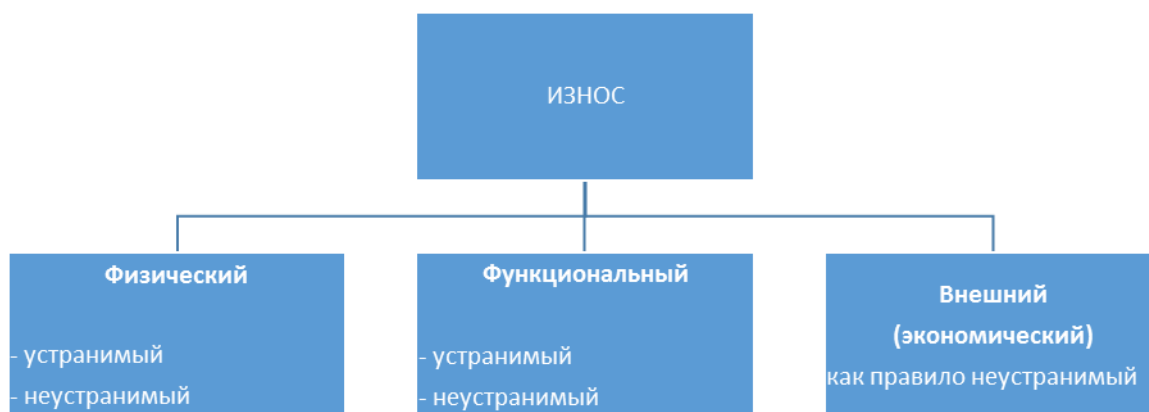 ИЗНОС
Физический
- устранимый
- неустранимый
Функциональный
- устранимый
- неустранимый
Внешний
(экономический)
как правило неустранимый